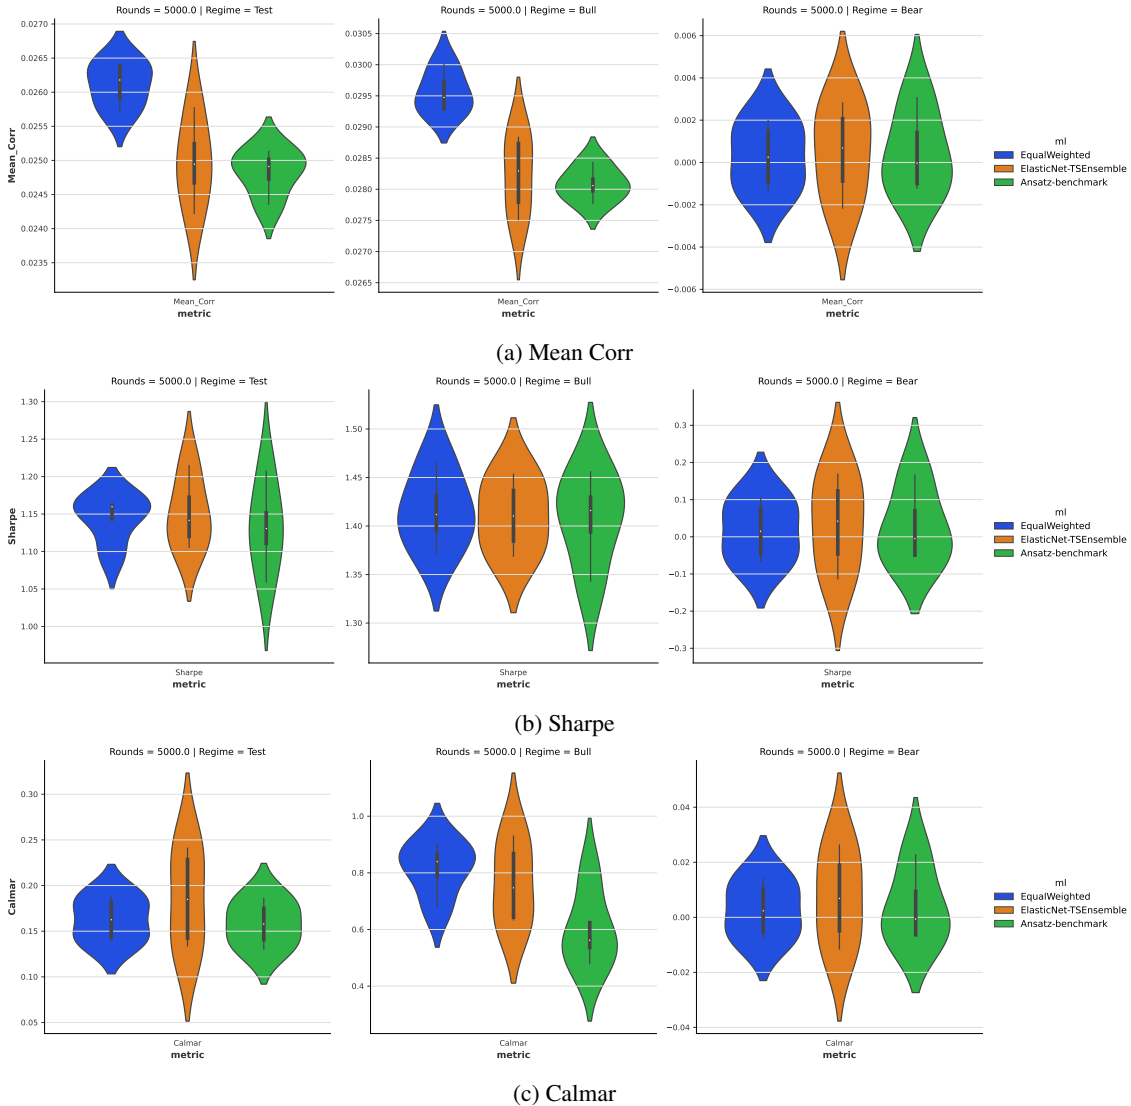 Rounds = 5000.0 | Regime = Test
Rounds = 5000.0 | Regime = Bull
Rounds = 5000.0 | Regime = Bear
0.0270
0.0265
0.0260
0.0255
0.0250
0.0245
0.0240
0.0235
Mean_Corr
Mean_Corr
metric
0.0305
0.0300
0.0295
0.0290
0.0285
0.0280
0.0275
0.0270
0.0265
Mean_Corr
metric
0.006
0.004
0.002
0.000
−0.002
−0.004
−0.006
Mean_Corr
metric
ml
EqualWeighted
ElasticNet-TSEnsemble
Ansatz-benchmark
(a) Mean Corr
Rounds = 5000.0 | Regime = Test
Rounds = 5000.0 | Regime = Bull
Rounds = 5000.0 | Regime = Bear
1.30
1.25
1.20
1.15
1.10
1.05
1.00
Sharpe
Sharpe
metric
1.50
1.45
1.40
1.35
1.30
Sharpe
metric
0.3
0.2
0.1
0.0
−0.1
−0.2
−0.3
Sharpe
metric
ml
EqualWeighted
ElasticNet-TSEnsemble
Ansatz-benchmark
(b) Sharpe
Rounds = 5000.0 | Regime = Test
Rounds = 5000.0 | Regime = Bull
Rounds = 5000.0 | Regime = Bear
0.30
0.25
0.20
0.15
0.10
0.05
Calmar
Calmar
metric
1.0
0.8
0.6
0.4
Calmar
metric
0.04
0.02
0.00
−0.02
−0.04
Calmar
metric
ml
EqualWeighted
ElasticNet-TSEnsemble
Ansatz-benchmark
(c) Calmar